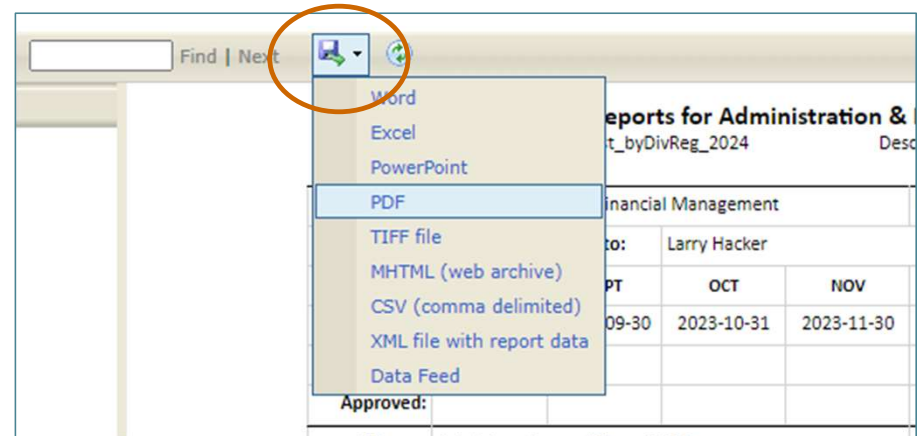 Find | Next
Word
Excel
PowerPoint
PDF
TIFF file
MHTML (web archive)
CSV (comma delimited)
XML file with report data
Data Feed
eports for Administration &
t_byDivReg_2024 Desc
inancial Management
to: Larry Hacker
PT OCT NOV
09-30 2023-10-31 2023-11-30
Approved: